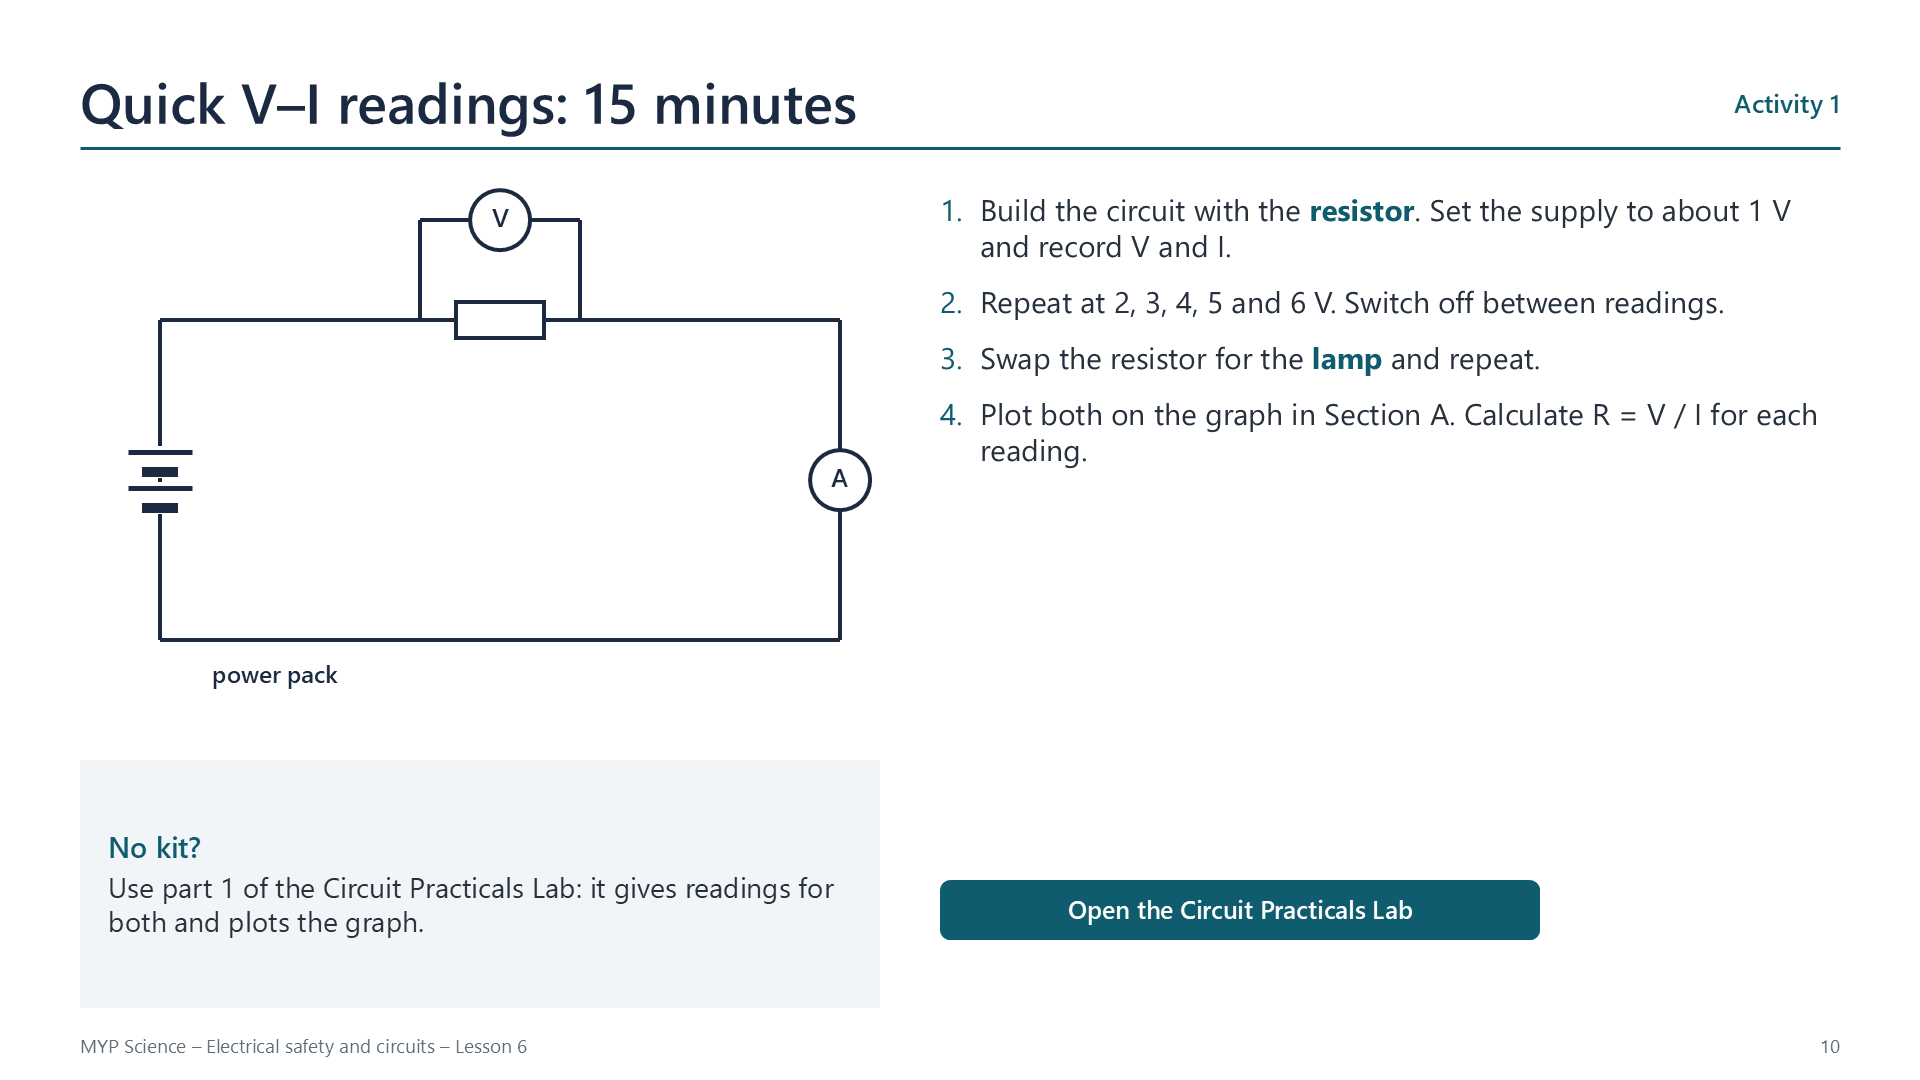 Quick V–I readings: 15 minutes
Activity 1
V
A
power pack
1. Build the circuit with the resistor. Set the supply to about 1 V
and record V and I.
2. Repeat at 2, 3, 4, 5 and 6 V. Switch off between readings.
3. Swap the resistor for the lamp and repeat.
4. Plot both on the graph in Section A. Calculate R = V / I for each
reading.
No kit?
Use part 1 of the Circuit Practicals Lab: it gives readings for
both and plots the graph.
Open the Circuit Practicals Lab
MYP Science – Electrical safety and circuits – Lesson 6
10